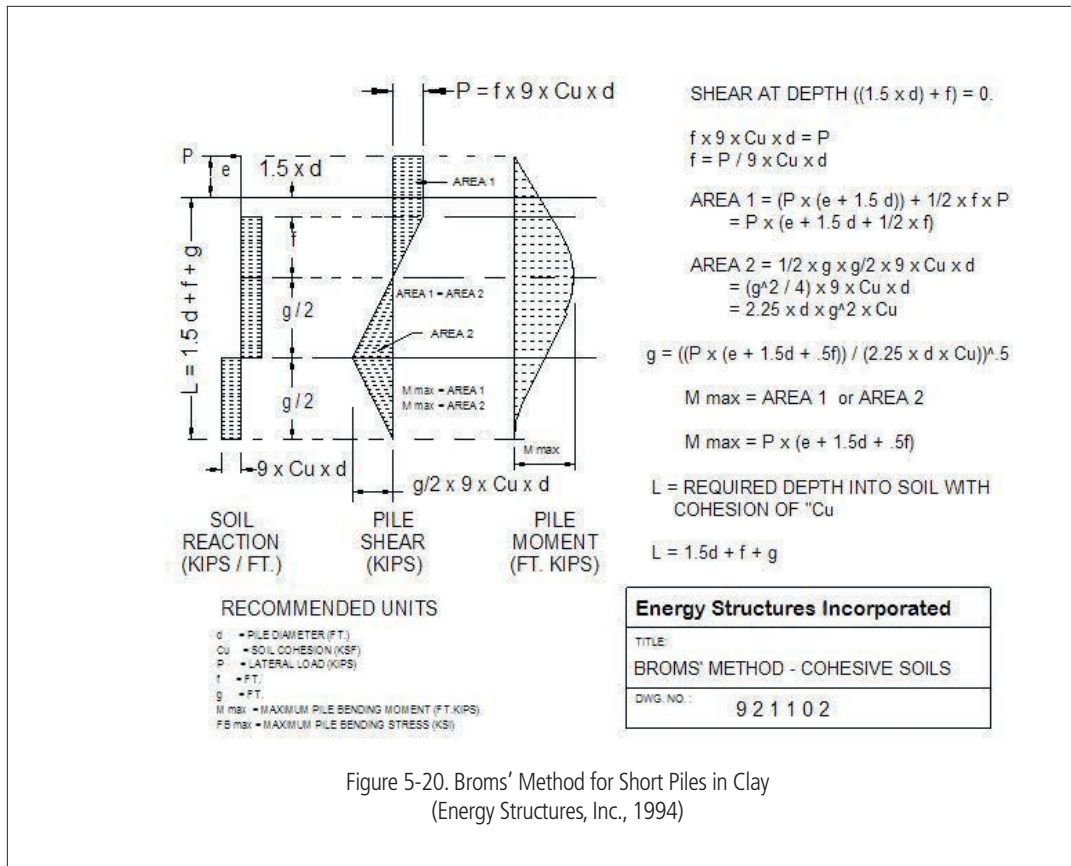 P = f x 9 x Cu x d
P
e
1.5 x d
AREA 1
f
L = 1.5 d + f + g
g / 2
AREA 1 = AREA 2
AREA 2
g / 2
M max = AREA 1
M max = AREA 2
M max
9 x Cu x d
g/2 x 9 x Cu x d
SOIL
REACTION
(KIPS / FT.)
PILE
SHEAR
(KIPS)
PILE
MOMENT
(FT. KIPS)
SHEAR AT DEPTH ((1.5 x d) + f) = 0.
f x 9 x Cu x d = P
f = P / 9 x Cu x d
AREA 1 = (P x (e + 1.5 d)) + 1/2 x f x P
= P x (e + 1.5 d + 1/2 x f)
AREA 2 = 1/2 x g x g/2 x 9 x Cu x d
= (g^2 / 4) x 9 x Cu x d
= 2.25 x d x g^2 x Cu
g = ((P x (e + 1.5d + .5f)) / (2.25 x d x Cu))^.5
M max = AREA 1 or AREA 2
M max = P x (e + 1.5d + .5f)
L = REQUIRED DEPTH INTO SOIL WITH
COHESION OF "Cu
L = 1.5d + f + g
RECOMMENDED UNITS
d = PILE DIAMETER (FT.)
Cu = SOIL COHESION (KSF)
P = LATERAL LOAD (KIPS)
f = FT.
g = FT.
M max = MAXIMUM PILE BENDING MOMENT (FT.KIPS)
FB max = MAXIMUM PILE BENDING STRESS (KSI)
Energy Structures Incorporated
TITLE:
BROMS' METHOD - COHESIVE SOILS
DWG. NO. : 921102
Figure 5-20. Broms' Method for Short Piles in Clay
(Energy Structures, Inc., 1994)